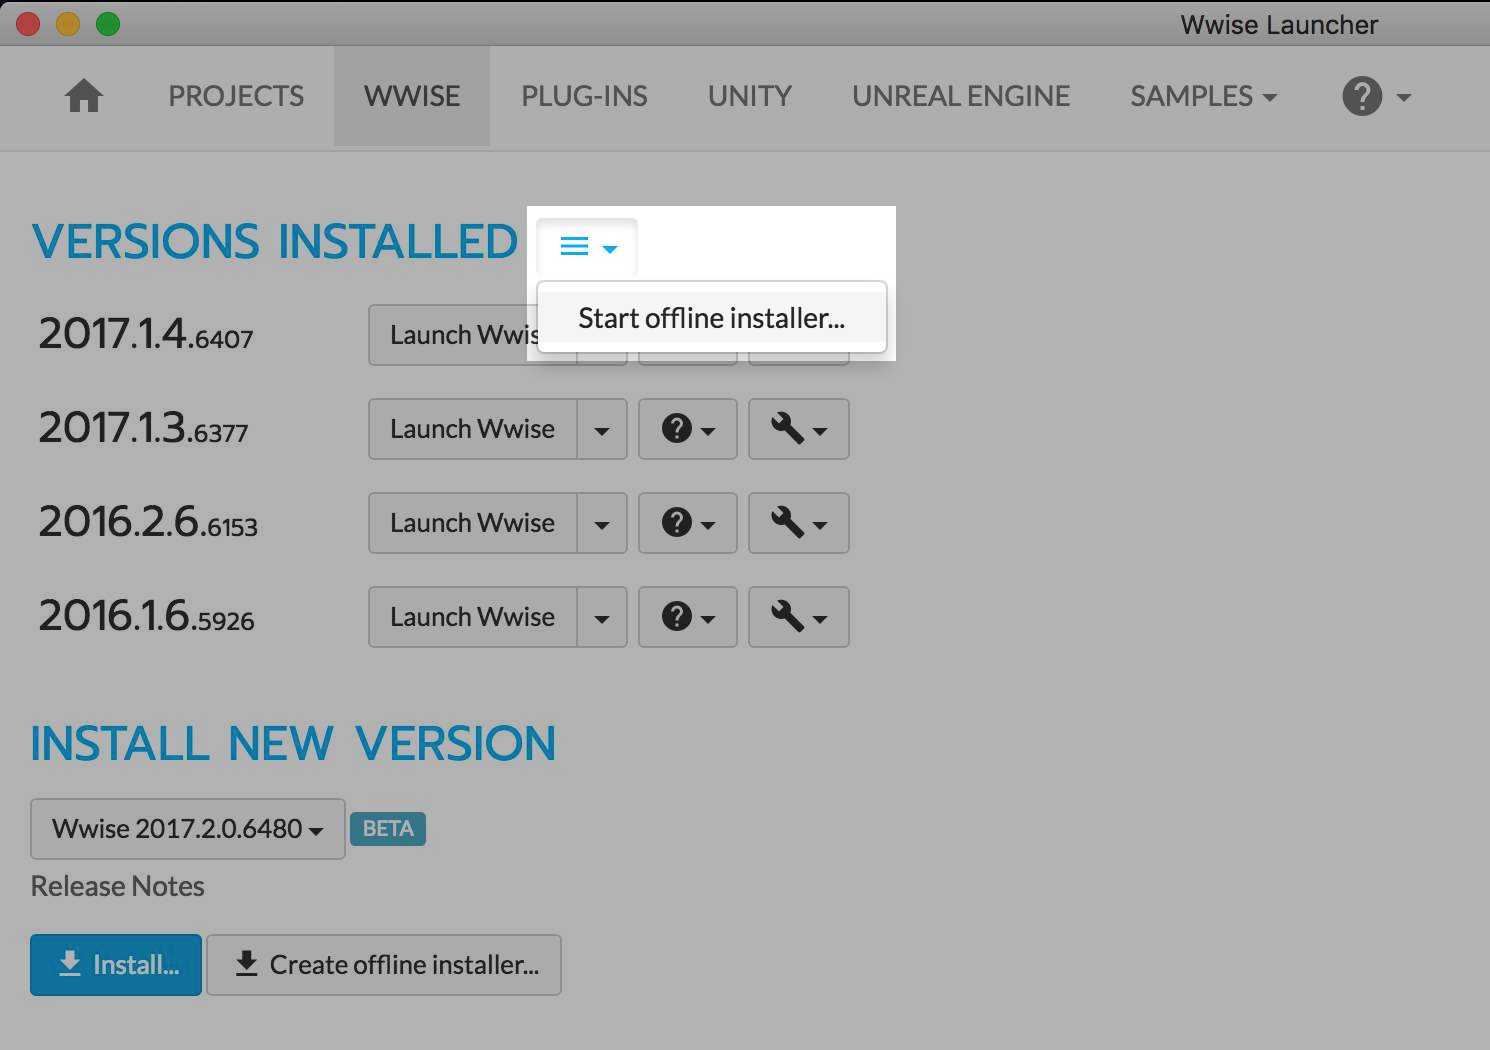 Wwise Launcher
PROJECTS WWISE PLUG-INS UNITY UNREAL ENGINE SAMPLES ?
VERSIONS INSTALLED
Start offline installer...
2017.1.4.6407 Launch Wwis
2017.1.3.6377 Launch Wwise ?
2016.2.6.6153 Launch Wwise ?
2016.1.6.5926 Launch Wwise ?
INSTALL NEW VERSION
Wwise 2017.2.0.6480 BETA
Release Notes
Install... Create offline installer...